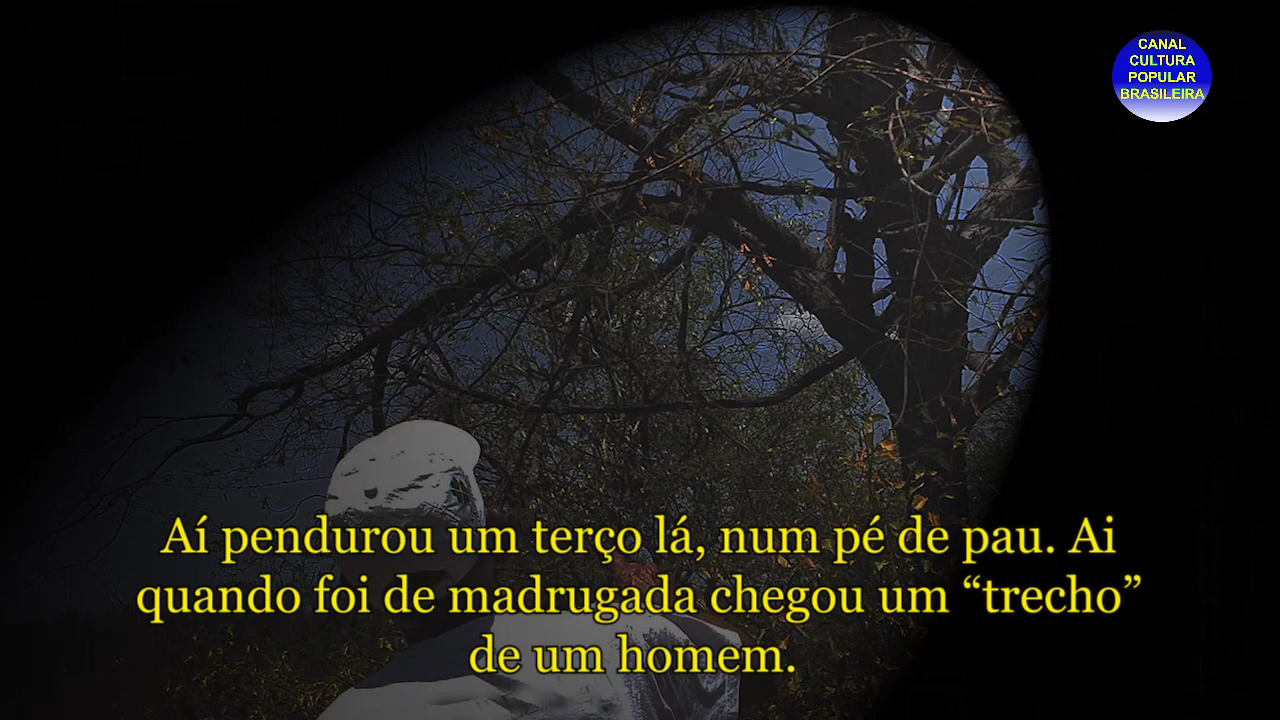 CANAL
CULTURA
POPULAR
BRASILEIRA
Aí pendurou um terço lá, num pé de pau. Ai
quando foi de madrugada chegou um “trecho”
de um homem.